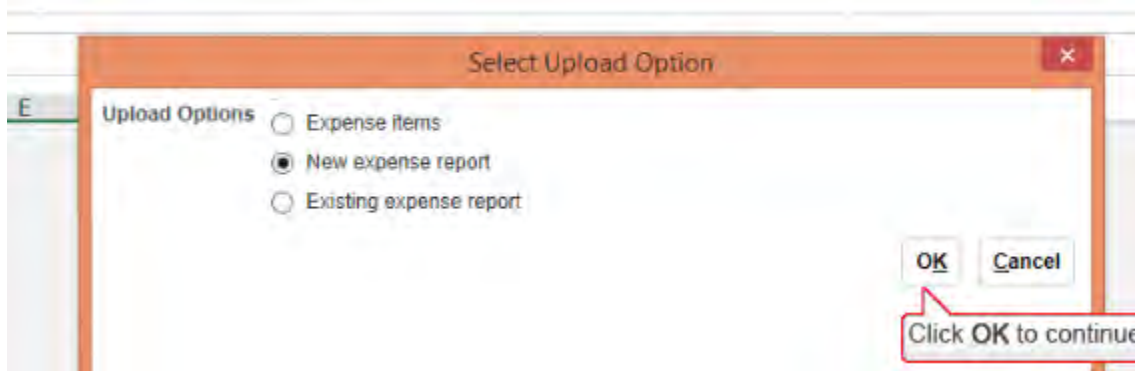 Select Upload Option
E
Upload Options
Expense items
New expense report
Existing expense report
OK Cancel
Click OK to continue